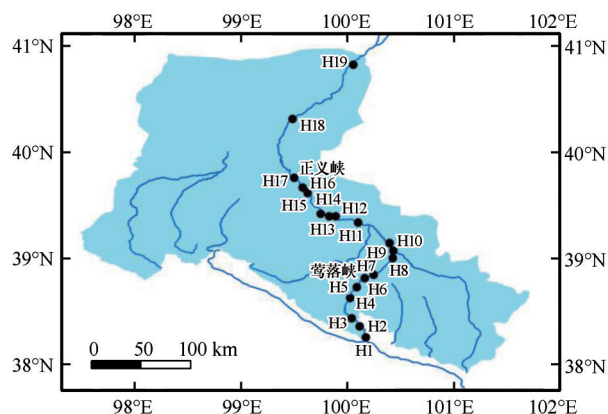 98°E 99°E 100°E 101°E 102°E
41°N 41°N
H19
H18
40°N 40°N
正义峡
H17 H16
H15 H14
H12
H13 H11
H10
H9
39°N 39°N
莺落峡 H7 H8
H5 H6
H4
H3 H2
H1
0 50 100 km
38°N 38°N
98°E 99°E 100°E 101°E 102°E